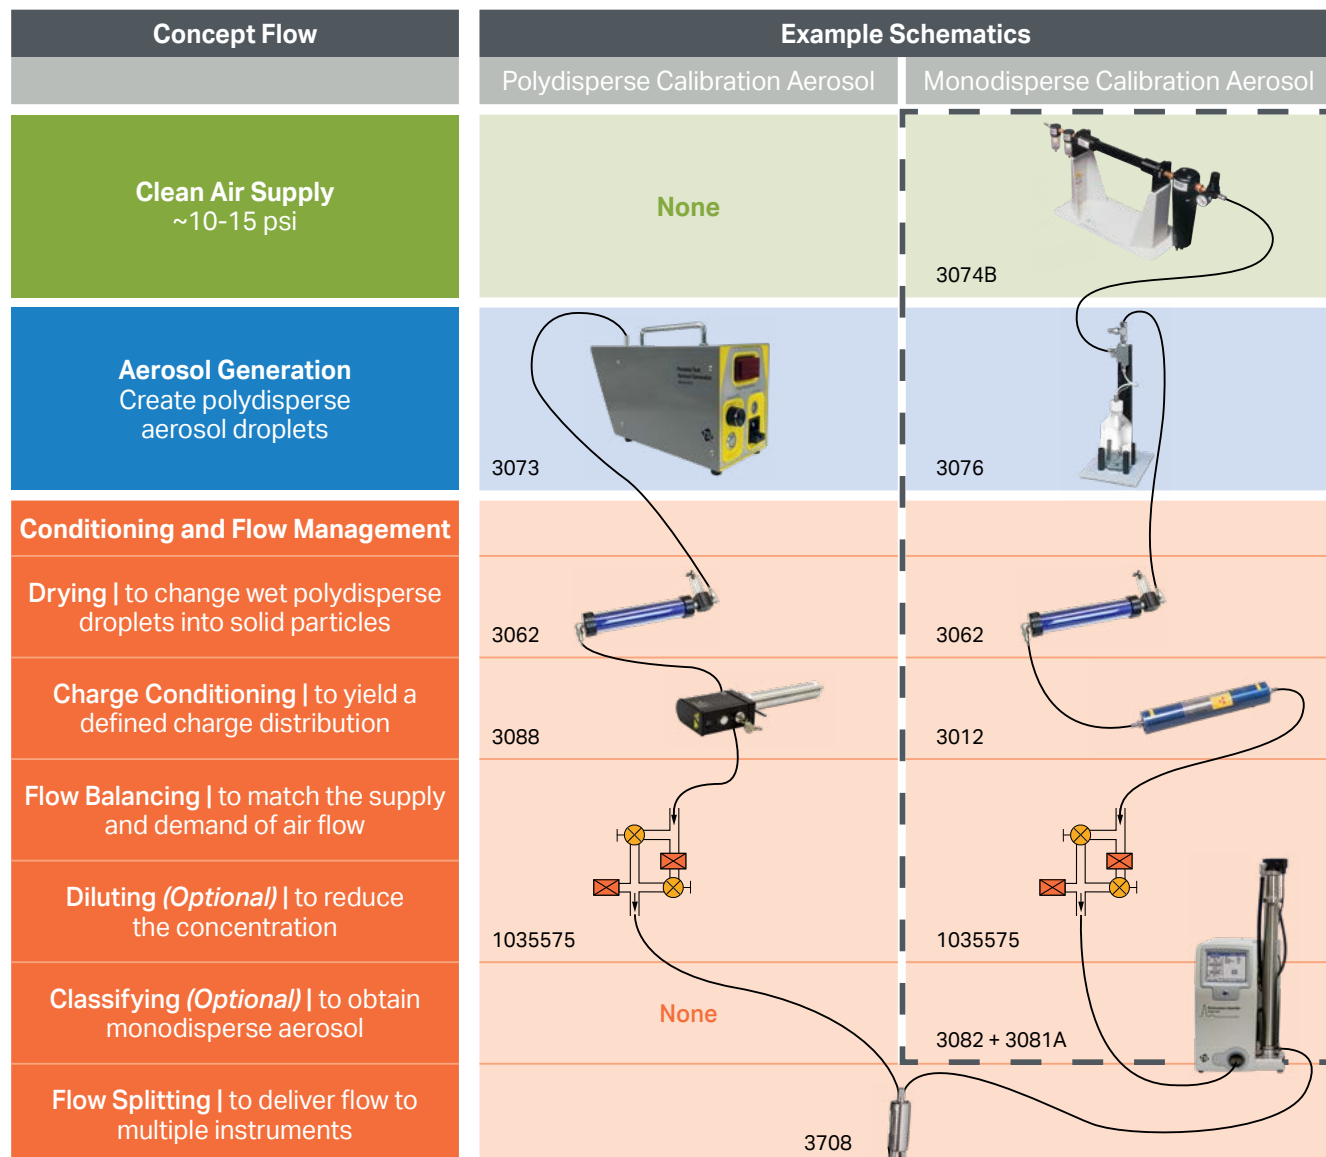 Concept Flow
Example Schematics
Polydisperse Calibration Aerosol
Monodisperse Calibration Aerosol
Clean Air Supply
~10-15 psi
None
3074B
Aerosol Generation
Create polydisperse
aerosol droplets
3073
3076
Conditioning and Flow Management
Drying | to change wet polydisperse
droplets into solid particles
3062
3062
Charge Conditioning | to yield a
defined charge distribution
3088
3012
Flow Balancing | to match the supply
and demand of air flow
Diluting (Optional) | to reduce
the concentration
1035575
1035575
Classifying (Optional) | to obtain
monodisperse aerosol
None
3082 + 3081A
Flow Splitting | to deliver flow to
multiple instruments
3708